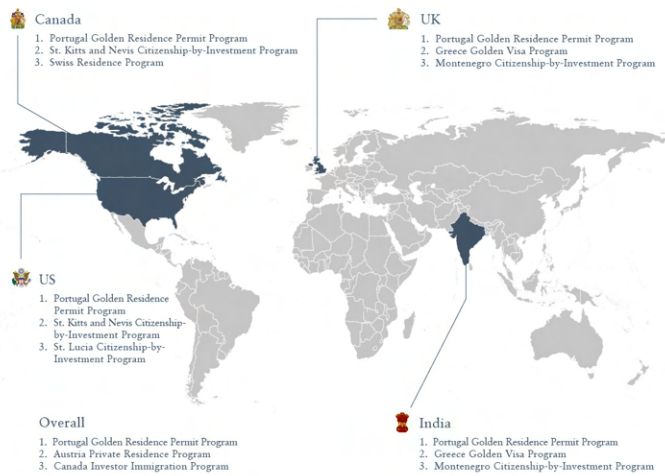 Canada
1. Portugal Golden Residence Permit Program
2. St. Kitts and Nevis Citizenship-by-Investment Program
3. Swiss Residence Program
UK
1. Portugal Golden Residence Permit Program
2. Greece Golden Visa Program
3. Montenegro Citizenship-by-Investment Program
US
1. Portugal Golden Residence
Permit Program
2. St. Kitts and Nevis Citizenship-
by-Investment Program
3. St. Lucia Citizenship-by-
Investment Program
Overall
1. Portugal Golden Residence Permit Program
2. Austria Private Residence Program
3. Canada Investor Immigration Program
India
1. Portugal Golden Residence Permit Program
2. Greece Golden Visa Program
3. Montenegro Citizenship-by-Investment Program